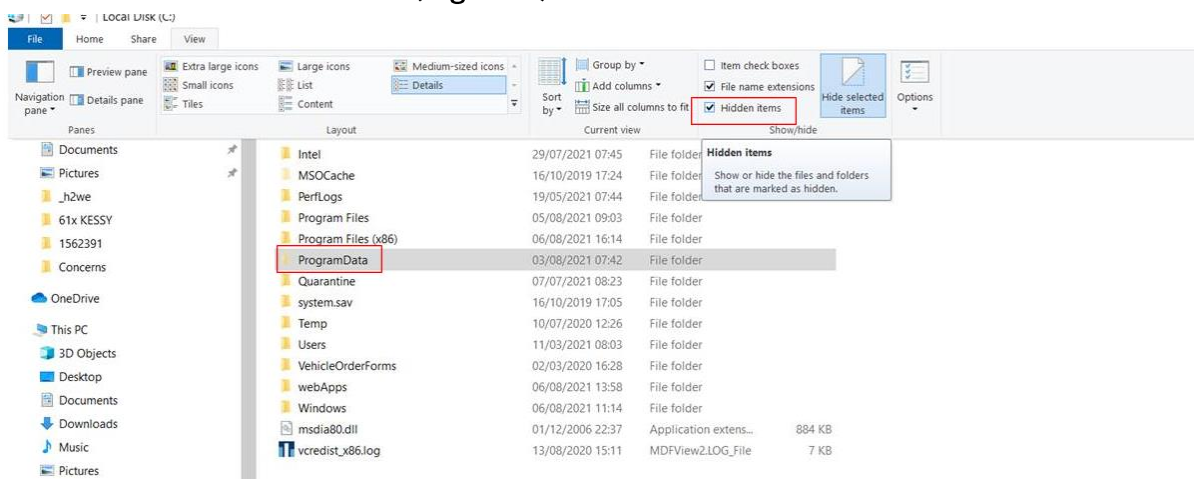 Local Disk (C:)
File Home Share View
Navigation pane
Preview pane
Details pane
Panes
Extra large icons Large icons Medium-sized icons
Small icons List Details
Tiles Content
Layout
Sort by
Group by
Add columns
Size all columns to fit
Current view
Item check boxes
File name extensions
Hidden items
Hide selected items
Show/hide
Options
Documents
Pictures
_h2we
61x KESSY
1562391
Concerns
OneDrive
This PC
3D Objects
Desktop
Documents
Downloads
Music
Pictures
Intel 29/07/2021 07:45 File folder
MSOCache 16/10/2019 17:24 File folder
PerfLogs 19/05/2021 07:44 File folder
Program Files 05/08/2021 09:03 File folder
Program Files (x86) 06/08/2021 16:14 File folder
ProgramData 03/08/2021 07:42 File folder
Quarantine 07/07/2021 08:23 File folder
system.sav 16/10/2019 17:05 File folder
Temp 10/07/2020 12:26 File folder
Users 11/03/2021 08:03 File folder
VehicleOrderForms 02/03/2020 16:28 File folder
webApps 06/08/2021 13:58 File folder
Windows 06/08/2021 11:14 File folder
msdia80.dll 01/12/2006 22:37 Application extens... 884 KB
vcredist_x86.log 13/08/2020 15:11 MDFView2.LOG_File 7 KB
Hidden items
Show or hide the files and folders
that are marked as hidden.